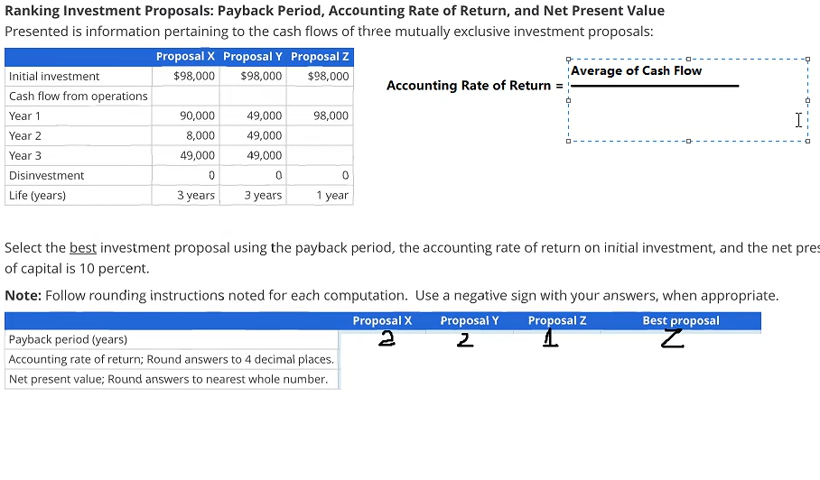 Ranking Investment Proposals: Payback Period, Accounting Rate of Return, and Net Present Value
Presented is information pertaining to the cash flows of three mutually exclusive investment proposals:
Proposal X Proposal Y Proposal Z
Initial investment $98,000 $98,000 $98,000
Cash flow from operations
Year 1 90,000 49,000 98,000
Year 2 8,000 49,000
Year 3 49,000 49,000
Disinvestment 0 0 0
Life (years) 3 years 3 years 1 year
Accounting Rate of Return = Average of Cash Flow
Select the best investment proposal using the payback period, the accounting rate of return on initial investment, and the net pres
of capital is 10 percent.
Note: Follow rounding instructions noted for each computation. Use a negative sign with your answers, when appropriate.
Proposal X Proposal Y Proposal Z Best proposal
Payback period (years) 2 2 1 Z
Accounting rate of return; Round answers to 4 decimal places.
Net present value; Round answers to nearest whole number.